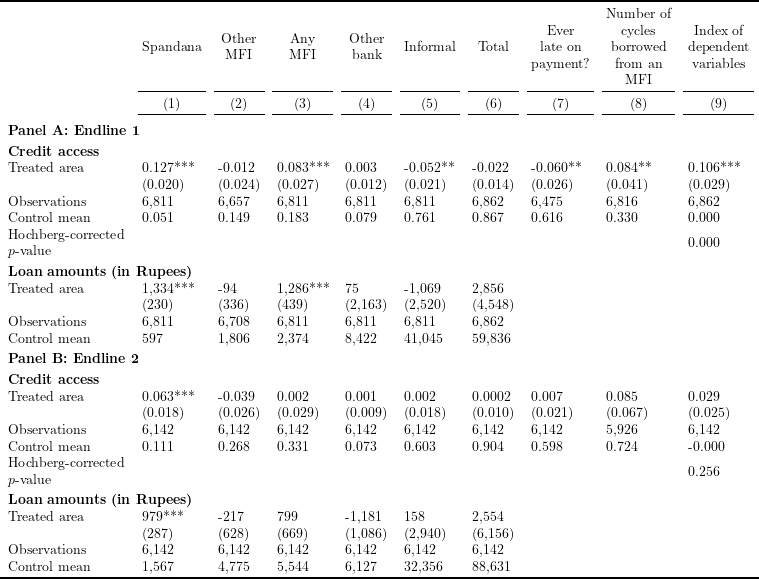 Spandana Other MFI Any MFI Other bank Informal Total Ever late on payment? Number of cycles borrowed from an MFI Index of dependent variables
(1) (2) (3) (4) (5) (6) (7) (8) (9)
Panel A: Endline 1
Credit access
Treated area 0.127*** -0.012 0.083*** 0.003 -0.052** -0.022 -0.060** 0.084** 0.106***
(0.020) (0.024) (0.027) (0.012) (0.021) (0.014) (0.026) (0.041) (0.029)
Observations 6,811 6,657 6,811 6,811 6,811 6,862 6,475 6,816 6,862
Control mean 0.051 0.149 0.183 0.079 0.761 0.867 0.616 0.330 0.000
Hochberg-corrected
p-value 0.000
Loan amounts (in Rupees)
Treated area 1,334*** -94 1,286*** 75 -1,069 2,856
(230) (336) (439) (2,163) (2,520) (4,548)
Observations 6,811 6,708 6,811 6,811 6,811 6,862
Control mean 597 1,806 2,374 8,422 41,045 59,836
Panel B: Endline 2
Credit access
Treated area 0.063*** -0.039 0.002 0.001 0.002 0.0002 0.007 0.085 0.029
(0.018) (0.026) (0.029) (0.009) (0.018) (0.010) (0.021) (0.067) (0.025)
Observations 6,142 6,142 6,142 6,142 6,142 6,142 6,142 5,926 6,142
Control mean 0.111 0.268 0.331 0.073 0.603 0.904 0.598 0.724 -0.000
Hochberg-corrected
p-value 0.256
Loan amounts (in Rupees)
Treated area 979*** -217 799 -1,181 158 2,554
(287) (628) (669) (1,086) (2,940) (6,156)
Observations 6,142 6,142 6,142 6,142 6,142 6,142
Control mean 1,567 4,775 5,544 6,127 32,356 88,631